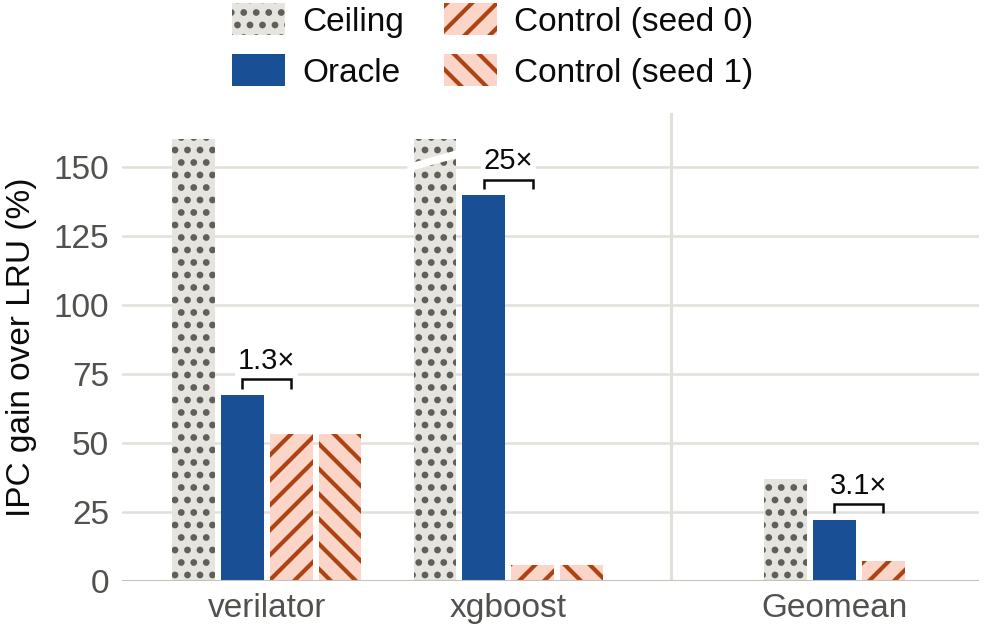 Ceiling
Control (seed 0)
Oracle
Control (seed 1)
IPC gain over LRU (%)
150
125
100
75
50
25
0
25×
1.3×
3.1×
verilator
xgboost
Geomean